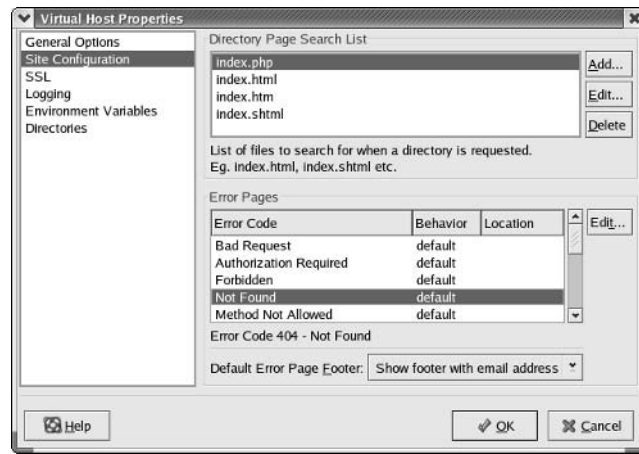 Virtual Host Properties
General Options
Site Configuration
SSL
Logging
Environment Variables
Directories
Directory Page Search List
index.php
index.html
index.htm
index.shtml
Add...
Edit...
Delete
List of files to search for when a directory is requested.
Eg. index.html, index.shtml etc.
Error Pages
Error Code Behavior Location
Bad Request default
Authorization Required default
Forbidden default
Not Found default
Method Not Allowed default
Edit...
Error Code 404 - Not Found
Default Error Page Footer: Show footer with email address
Help
OK
Cancel